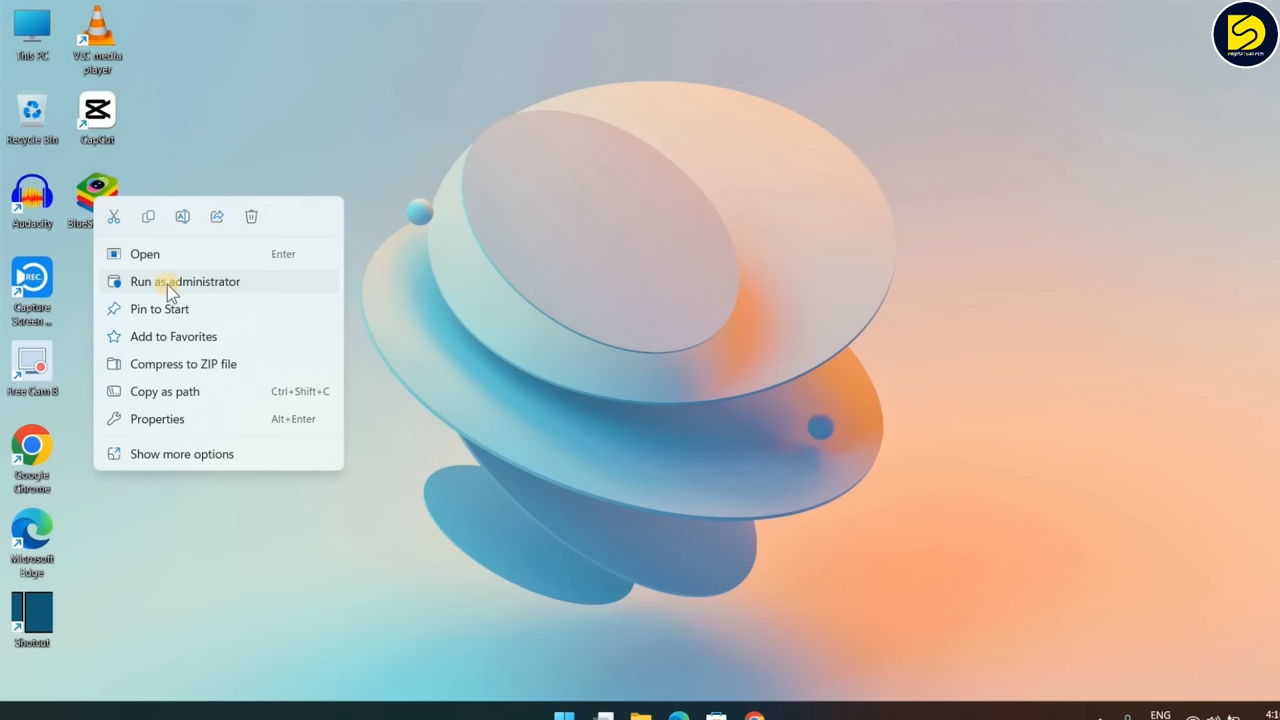 This PC
VLC media
player
Recycle Bin
CapCut
Audacity
REC
Capture
Screen ...
Free Cam 8
Google
Chrome
Microsoft
Edge
Shotcut
Open
Enter
Run as administrator
Pin to Start
Add to Favorites
Compress to ZIP file
Copy as path
Ctrl+Shift+C
Properties
Alt+Enter
Show more options
ENG